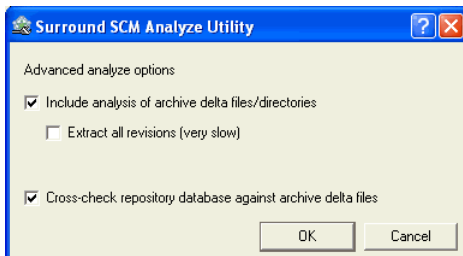 Surround SCM Analyze Utility
Advanced analyze options
Include analysis of archive delta files/directories
Extract all revisions (very slow)
Cross-check repository database against archive delta files
OK Cancel